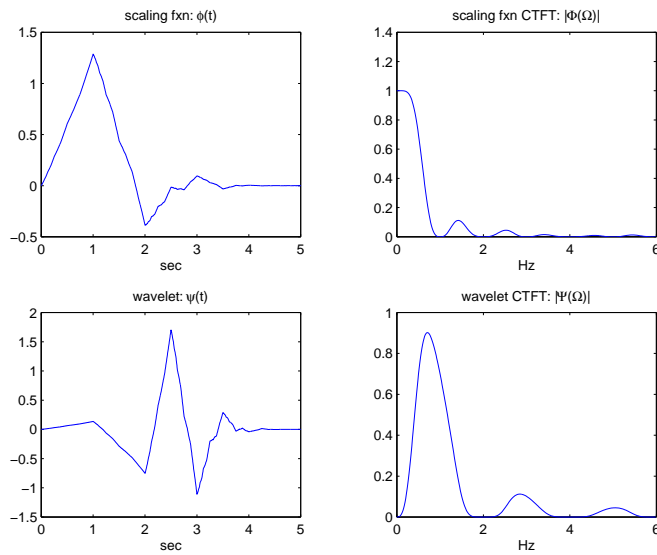 scaling fxn: ϕ(t)
1.5
1
0.5
0
−0.5
0 1 2 3 4 5
sec
scaling fxn CTFT: |Φ(Ω)|
1.4
1.2
1
0.8
0.6
0.4
0.2
0
0 2 4 6
Hz
wavelet: ψ(t)
2
1.5
1
0.5
0
−0.5
−1
−1.5
0 1 2 3 4 5
sec
wavelet CTFT: |Ψ(Ω)|
1
0.8
0.6
0.4
0.2
0
0 2 4 6
Hz